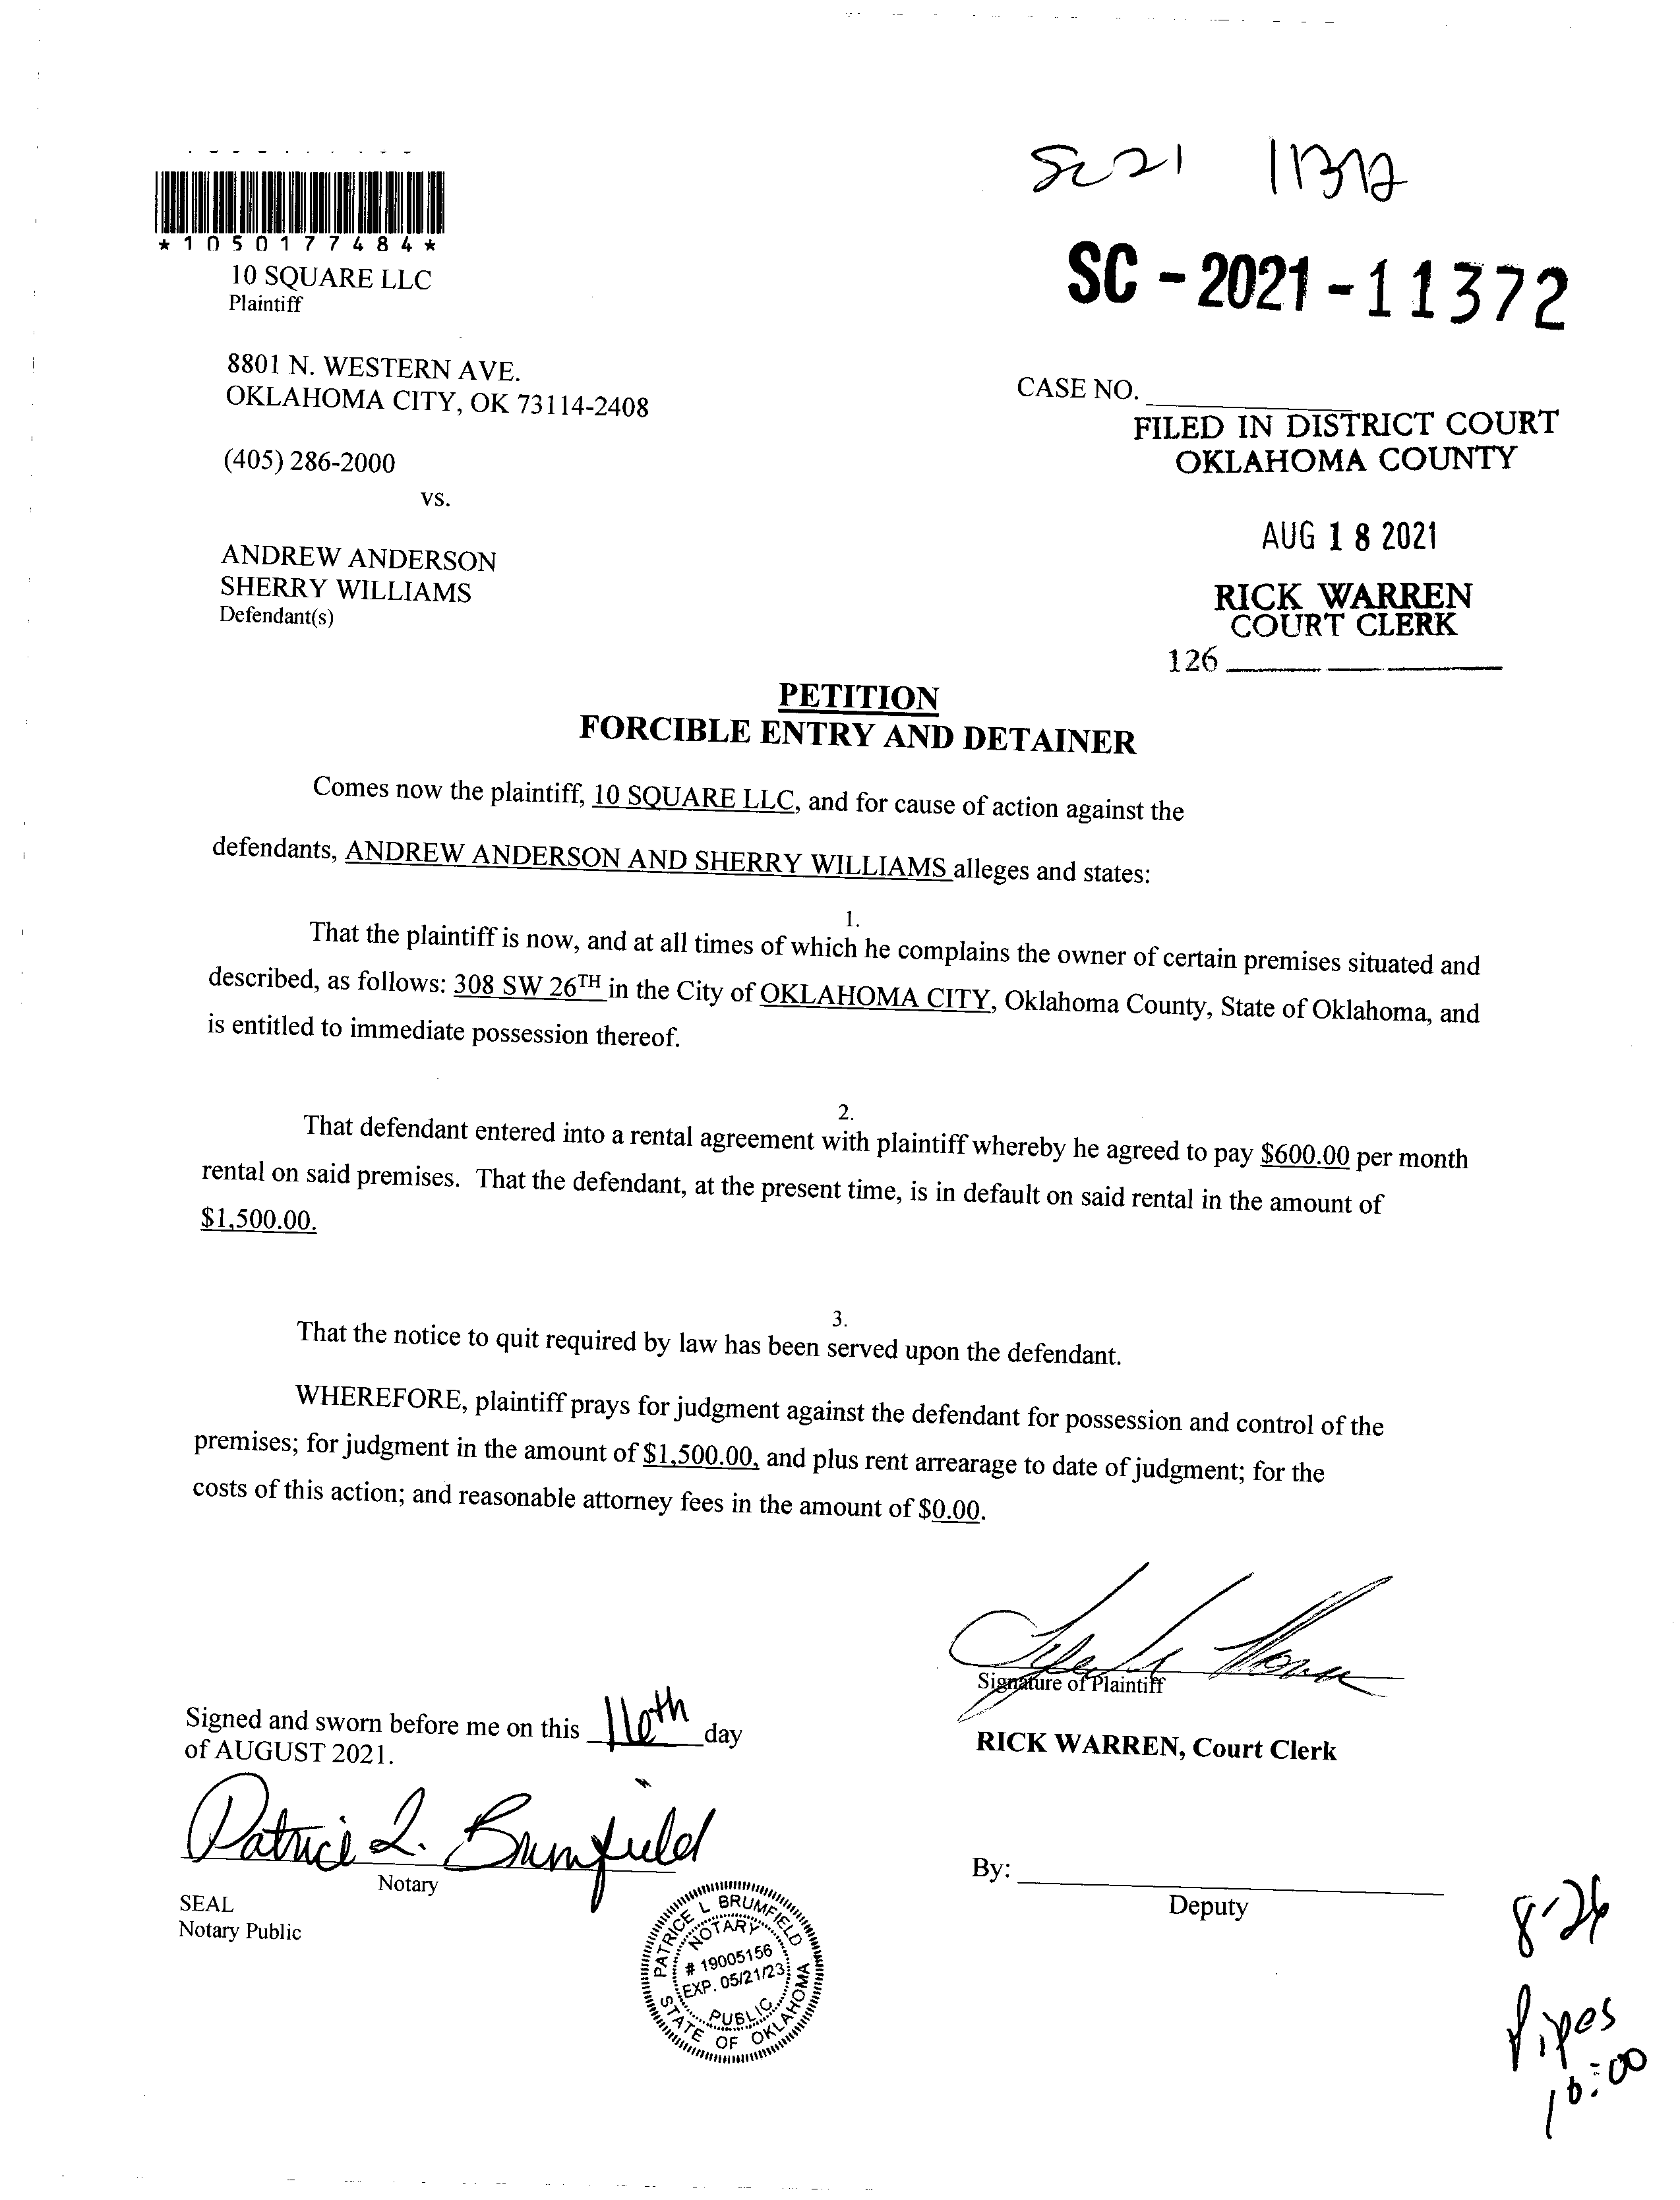 SC21 11372
*1050177484*
SC-2021-11372
10 SQUARE LLC
Plaintiff
8801 N. WESTERN AVE.
OKLAHOMA CITY, OK 73114-2408
CASE NO.
FILED IN DISTRICT COURT
OKLAHOMA COUNTY
(405) 286-2000
vs.
AUG 18 2021
ANDREW ANDERSON
SHERRY WILLIAMS
Defendant(s)
RICK WARREN
COURT CLERK
126
PETITION
FORCIBLE ENTRY AND DETAINER
Comes now the plaintiff, 10 SQUARE LLC, and for cause of action against the
defendants, ANDREW ANDERSON AND SHERRY WILLIAMS alleges and states:
1.
That the plaintiff is now, and at all times of which he complains the owner of certain premises situated and
described, as follows: 308 SW 26TH in the City of OKLAHOMA CITY, Oklahoma County, State of Oklahoma, and
is entitled to immediate possession thereof.
2.
That defendant entered into a rental agreement with plaintiff whereby he agreed to pay $600.00 per month
rental on said premises. That the defendant, at the present time, is in default on said rental in the amount of
$1,500.00.
3.
That the notice to quit required by law has been served upon the defendant.
WHEREFORE, plaintiff prays for judgment against the defendant for possession and control of the
premises; for judgment in the amount of $1,500.00, and plus rent arrearage to date of judgment; for the
costs of this action; and reasonable attorney fees in the amount of $0.00.
Signature of Plaintiff
Signed and sworn before me on this 16th day
of AUGUST 2021.
RICK WARREN, Court Clerk
Patrice L. Brumfield
Notary
SEAL
Notary Public
By:
Deputy
PATRICE L BRUMFIELD
NOTARY
# 19005156
EXP. 05/21/23
PUBLIC
STATE OF OKLAHOMA
8-26
Pipes
10:00